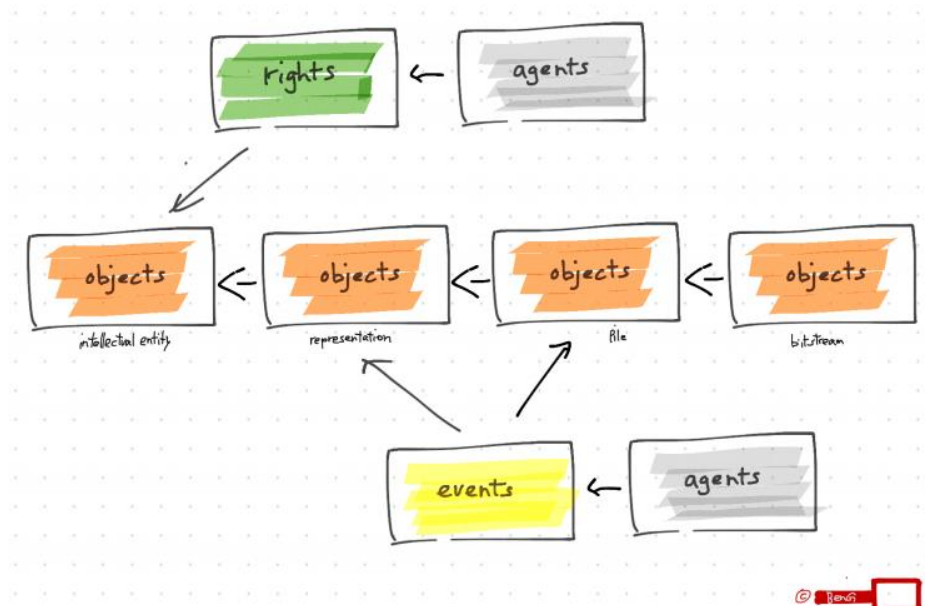 rights
agents
objects
objects
objects
objects
intellectual entity
representation
file
bitstream
events
agents